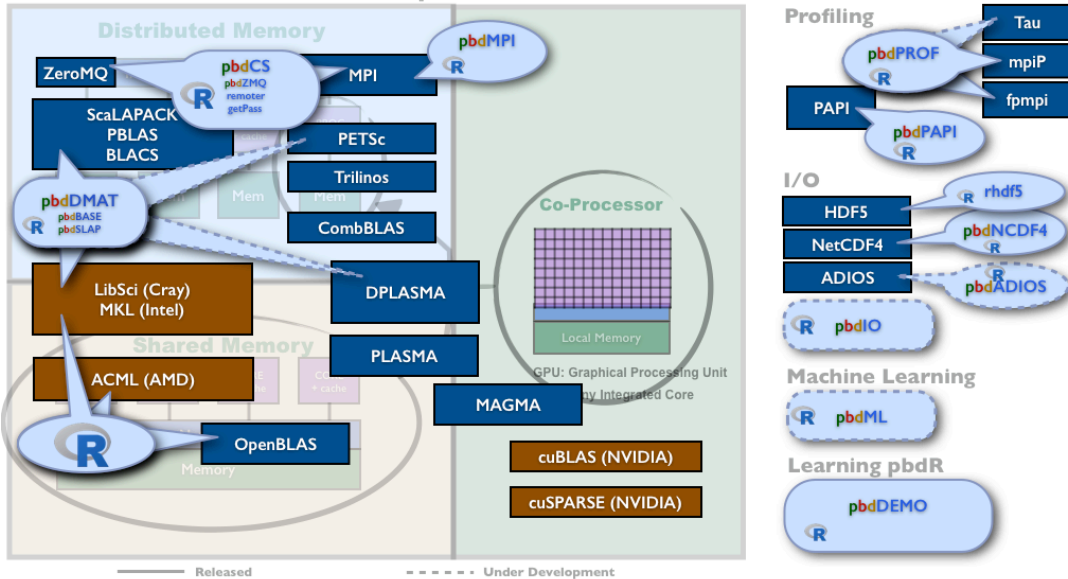 Distributed Memory
ZeroMQ
pbdCS
pbdZMQ
remoter
getPass
R
MPI
pbdMPI
R
ScaLAPACK
PBLAS
BLACS
PETSc
Trilinos
CombBLAS
Mem
Mem
pbdDMAT
pbdBASE
pbdSLAP
R
LibSci (Cray)
MKL (Intel)
DPLASMA
Shared Memory
PLASMA
ACML (AMD)
MAGMA
R
OpenBLAS
Memory
Co-Processor
Local Memory
GPU: Graphical Processing Unit
ny Integrated Core
cuBLAS (NVIDIA)
cuSPARSE (NVIDIA)
Released
Under Development
Profiling
pbdPROF
R
Tau
mpiP
fpmpi
PAPI
pbdPAPI
R
I/O
HDF5
R rhdf5
NetCDF4
pbdNCDF4
R
ADIOS
R
pbdADIOS
R pbdIO
Machine Learning
R pbdML
Learning pbdR
pbdDEMO
R